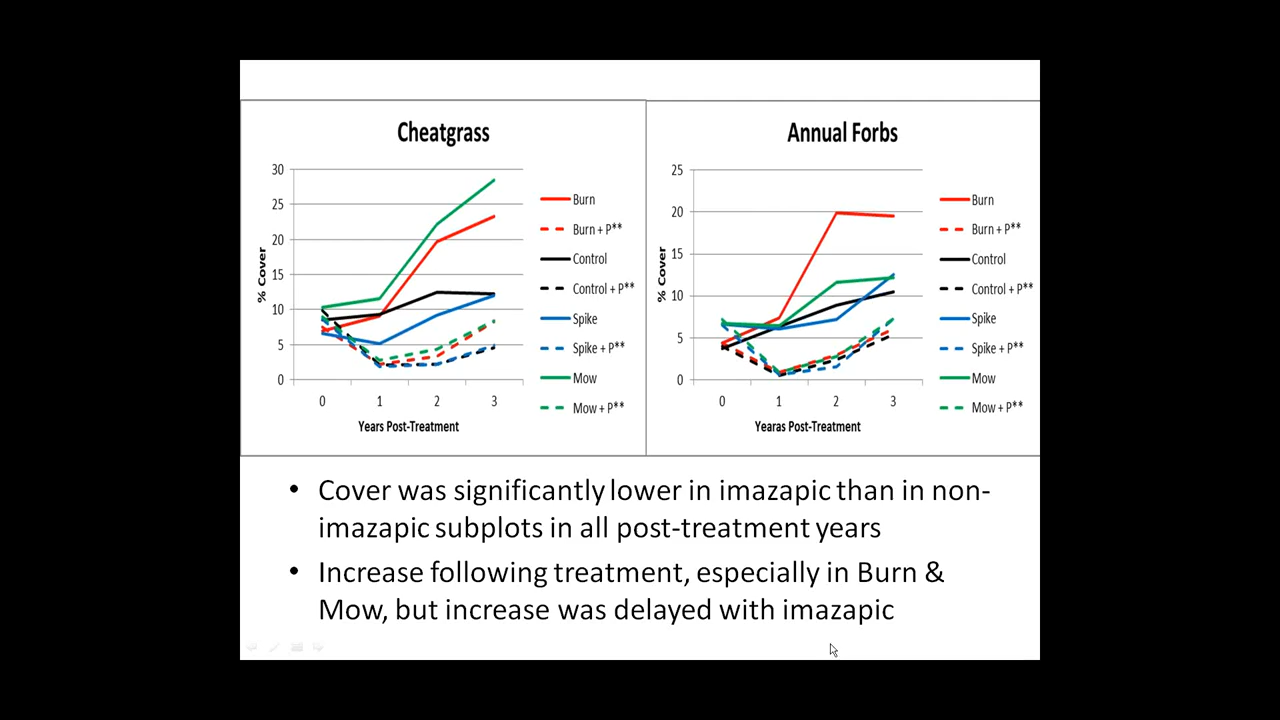 Cheatgrass
30
25
20
15
10
5
0
% Cover
0 1 2 3
Years Post-Treatment
Burn
Burn + P**
Control
Control + P**
Spike
Spike + P**
Mow
Mow + P**
Annual Forbs
25
20
15
10
5
0
% Cover
0 1 2 3
Yearas Post-Treatment
Burn
Burn + P**
Control
Control + P**
Spike
Spike + P**
Mow
Mow + P**
• Cover was significantly lower in imazapic than in non-
imazapic subplots in all post-treatment years
• Increase following treatment, especially in Burn &
Mow, but increase was delayed with imazapic